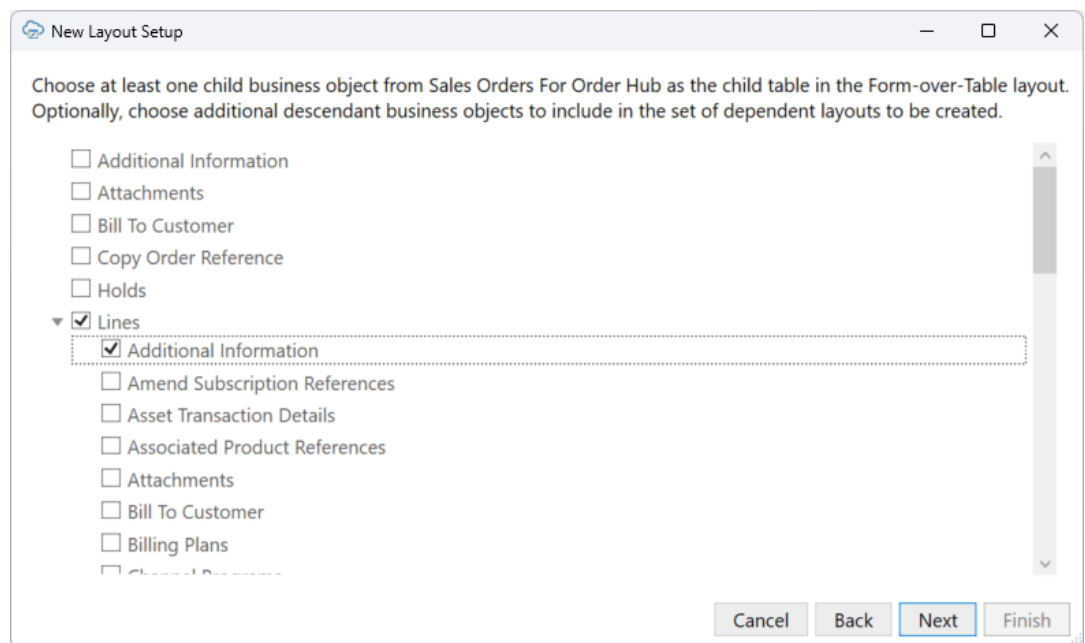 New Layout Setup
Choose at least one child business object from Sales Orders For Order Hub as the child table in the Form-over-Table layout.
Optionally, choose additional descendant business objects to include in the set of dependent layouts to be created.
Additional Information
Attachments
Bill To Customer
Copy Order Reference
Holds
Lines
Additional Information
Amend Subscription References
Asset Transaction Details
Associated Product References
Attachments
Bill To Customer
Billing Plans
Cancel Back Next Finish